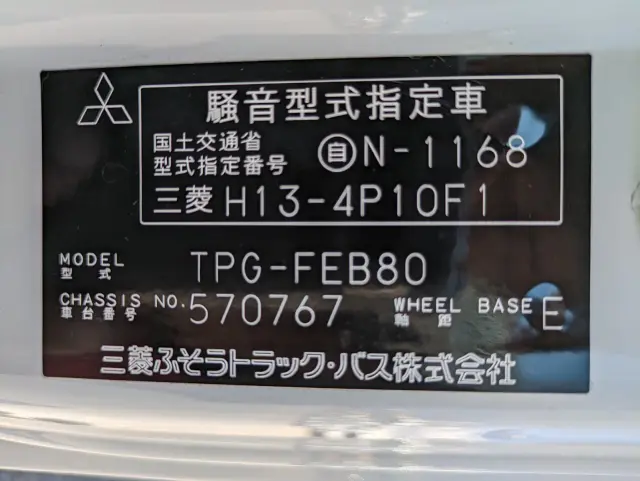 騒音型式指定車
国土交通省
型式指定番号 自N-1168
三菱 H13-4P10F1
MODEL
型式 TPG-FEB80
CHASSIS NO.
車台番号 570767 WHEEL BASE
軸距 E
三菱ふそうトラック・バス株式会社